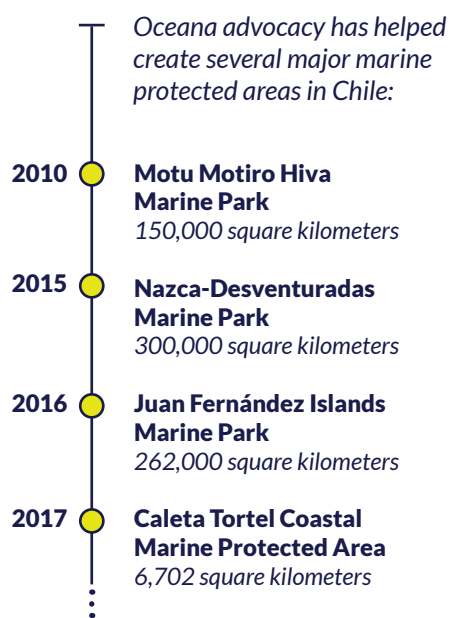 Oceana advocacy has helped
create several major marine
protected areas in Chile:
2010
Motu Motiro Hiva
Marine Park
150,000 square kilometers
2015
Nazca-Desventuradas
Marine Park
300,000 square kilometers
2016
Juan Fernández Islands
Marine Park
262,000 square kilometers
2017
Caleta Tortel Coastal
Marine Protected Area
6,702 square kilometers